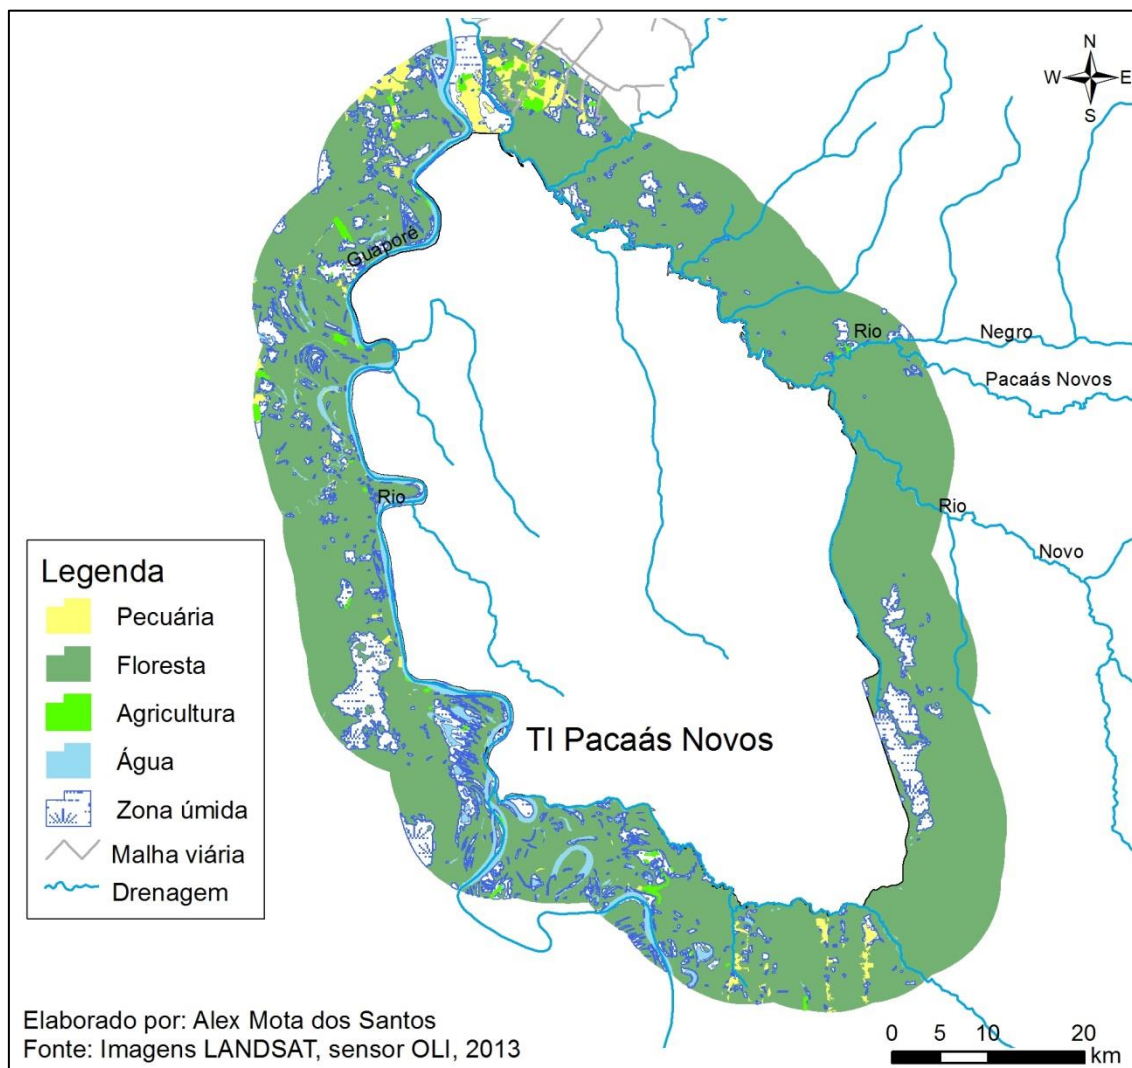 N
W E
S
Guaporé
Rio
Negro
Pacaás Novos
Rio
Rio
Novo
TI Pacaás Novos
Legenda
Pecuária
Floresta
Agricultura
Água
Zona úmida
Malha viária
Drenagem
Elaborado por: Alex Mota dos Santos
Fonte: Imagens LANDSAT, sensor OLI, 2013
0 5 10 20
km